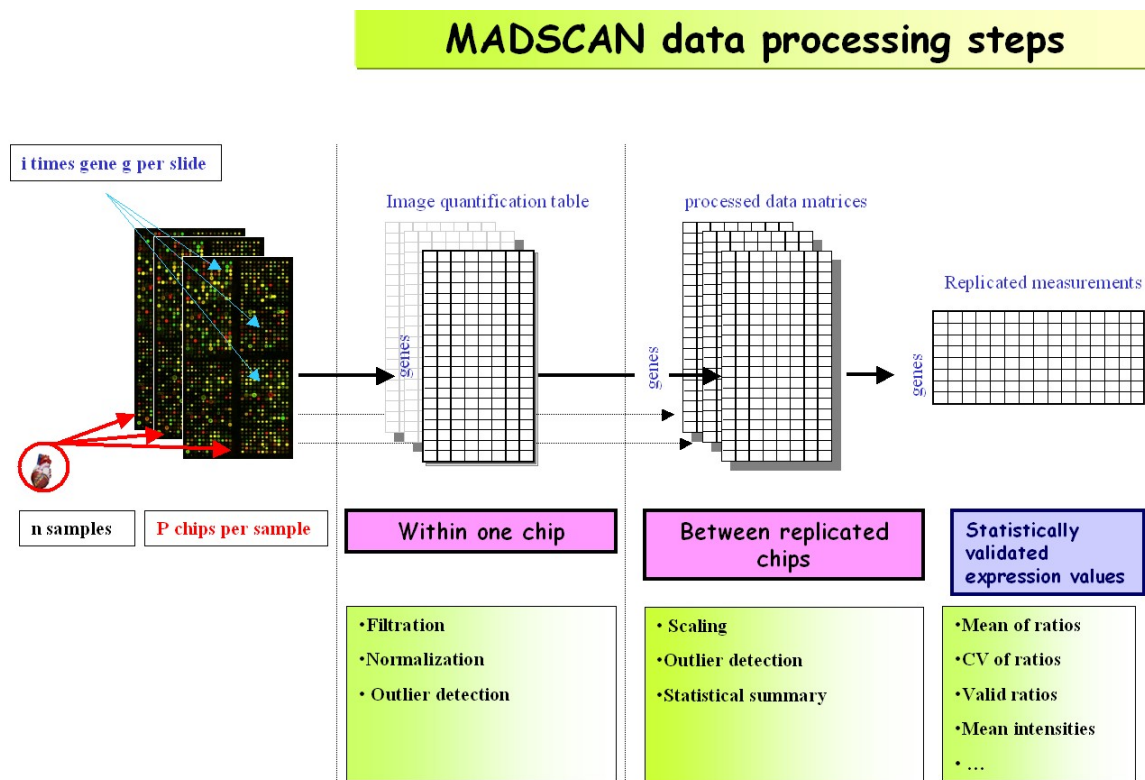 MADSCAN data processing steps
i times gene g per slide
Image quantification table
processed data matrices
Replicated measurements
genes
genes
genes
n samples
P chips per sample
Within one chip
•Filtration
•Normalization
• Outlier detection
Between replicated
chips
• Scaling
•Outlier detection
•Statistical summary
Statistically
validated
expression values
•Mean of ratios
•CV of ratios
•Valid ratios
•Mean intensities
• ...